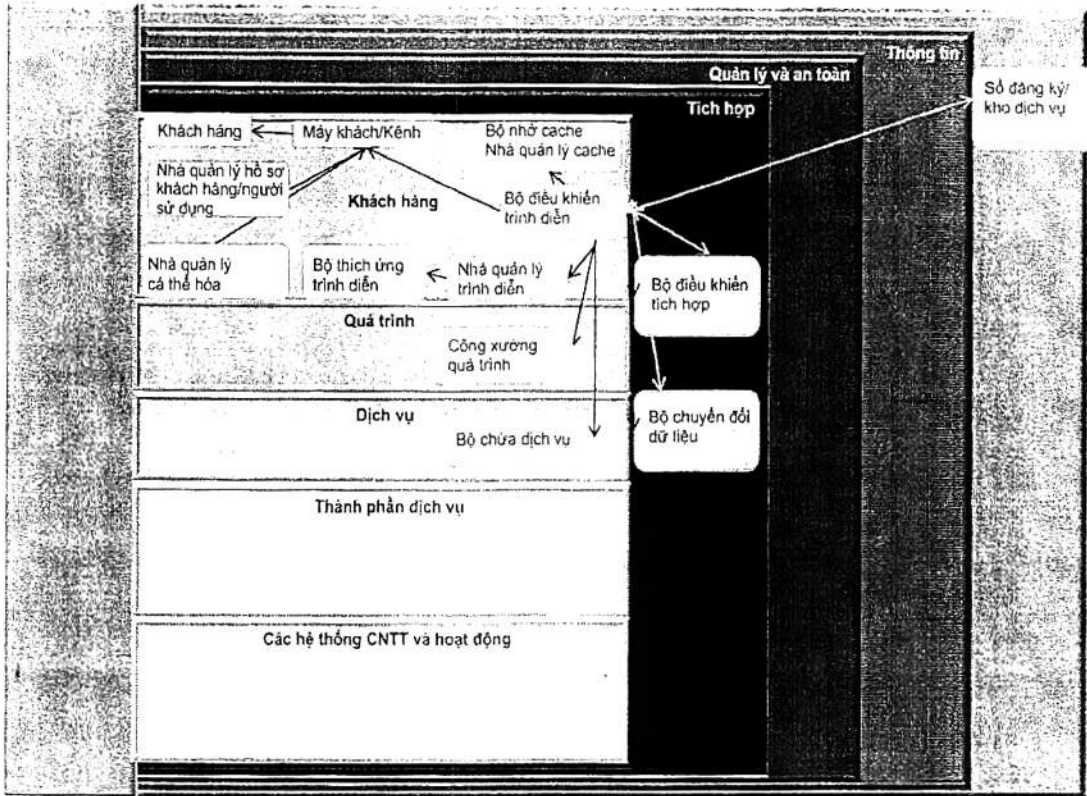 Thông tin
Quản lý và an toàn
Số đăng ký/
kho dịch vụ
Tích hợp
Khách hàng
Máy khách/Kênh
Bộ nhớ cache
Nhà quản lý cache
Nhà quản lý hồ sơ
khách hàng/người
sử dụng
Khách hàng
Bộ điều khiển
trình diễn
Nhà quản lý
cá thể hóa
Bộ thích ứng
trình diễn
Nhà quản lý
trình diễn
Bộ điều khiển
tích hợp
Quá trình
Công xưởng
quá trình
Dịch vụ
Bộ chứa dịch vụ
Bộ chuyển đổi
dữ liệu
Thành phần dịch vụ
Các hệ thống CNTT và hoạt động